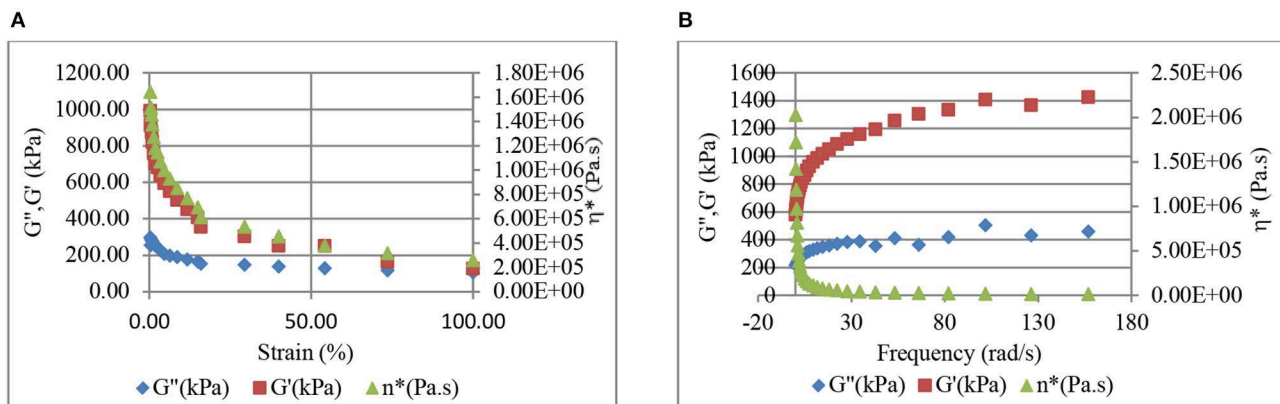 A
1200.00
1000.00
800.00
600.00
400.00
200.00
0.00
G",G' (kPa)
1.80E+06
1.60E+06
1.40E+06
1.20E+06
1.00E+06
8.00E+05
6.00E+05
4.00E+05
2.00E+05
0.00E+00
η* (Pa.s)
0.00
50.00
100.00
Strain (%)
G"(kPa)
G'(kPa)
n*(Pa.s)
B
1600
1400
1200
1000
800
600
400
200
0
G",G' (kPa)
2.50E+06
2.00E+06
1.50E+06
1.00E+06
5.00E+05
0.00E+00
η* (Pa.s)
-20
30
80
130
180
Frequency (rad/s)
G"(kPa)
G'(kPa)
n*(Pa.s)